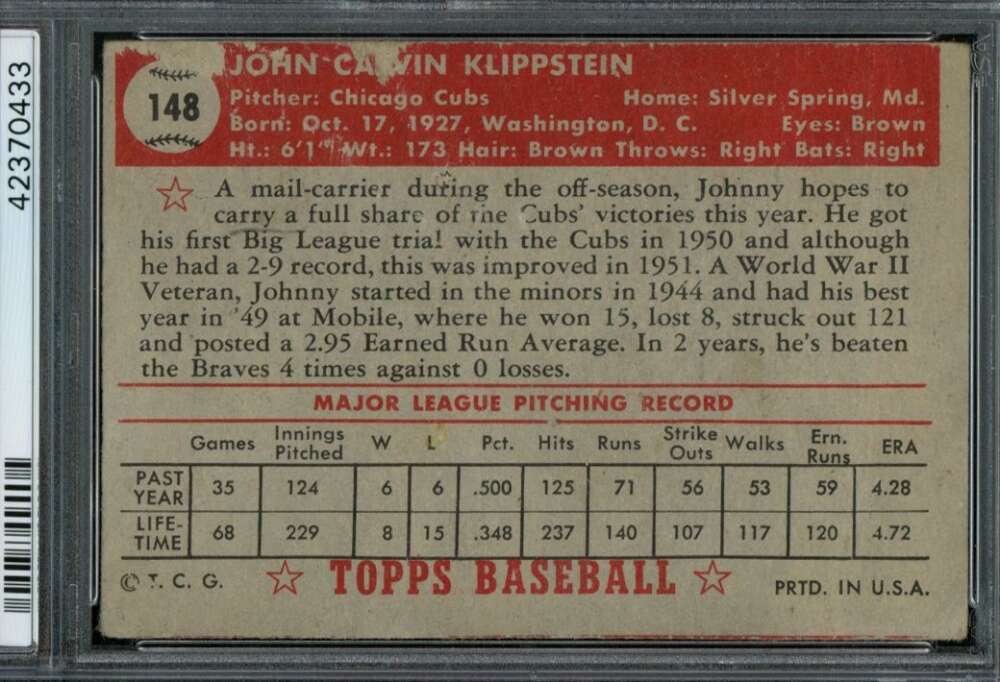 42370433
148
JOHN CALVIN KLIPPSTEIN
Pitcher: Chicago Cubs Home: Silver Spring, Md.
Born: Oct. 17, 1927, Washington, D. C. Eyes: Brown
Ht.: 6'1" Wt.: 173 Hair: Brown Throws: Right Bats: Right
A mail-carrier during the off-season, Johnny hopes to
carry a full share of the Cubs' victories this year. He got
his first Big League trial with the Cubs in 1950 and although
he had a 2-9 record, this was improved in 1951. A World War II
Veteran, Johnny started in the minors in 1944 and had his best
year in '49 at Mobile, where he won 15, lost 8, struck out 121
and posted a 2.95 Earned Run Average. In 2 years, he's beaten
the Braves 4 times against 0 losses.
MAJOR LEAGUE PITCHING RECORD
Games Innings Pitched W L Pct. Hits Runs Strike Outs Walks Ern. Runs ERA
PAST YEAR 35 124 6 6 .500 125 71 56 53 59 4.28
LIFE-TIME 68 229 8 15 .348 237 140 107 117 120 4.72
© T. C. G. TOPPS BASEBALL PRTD. IN U.S.A.